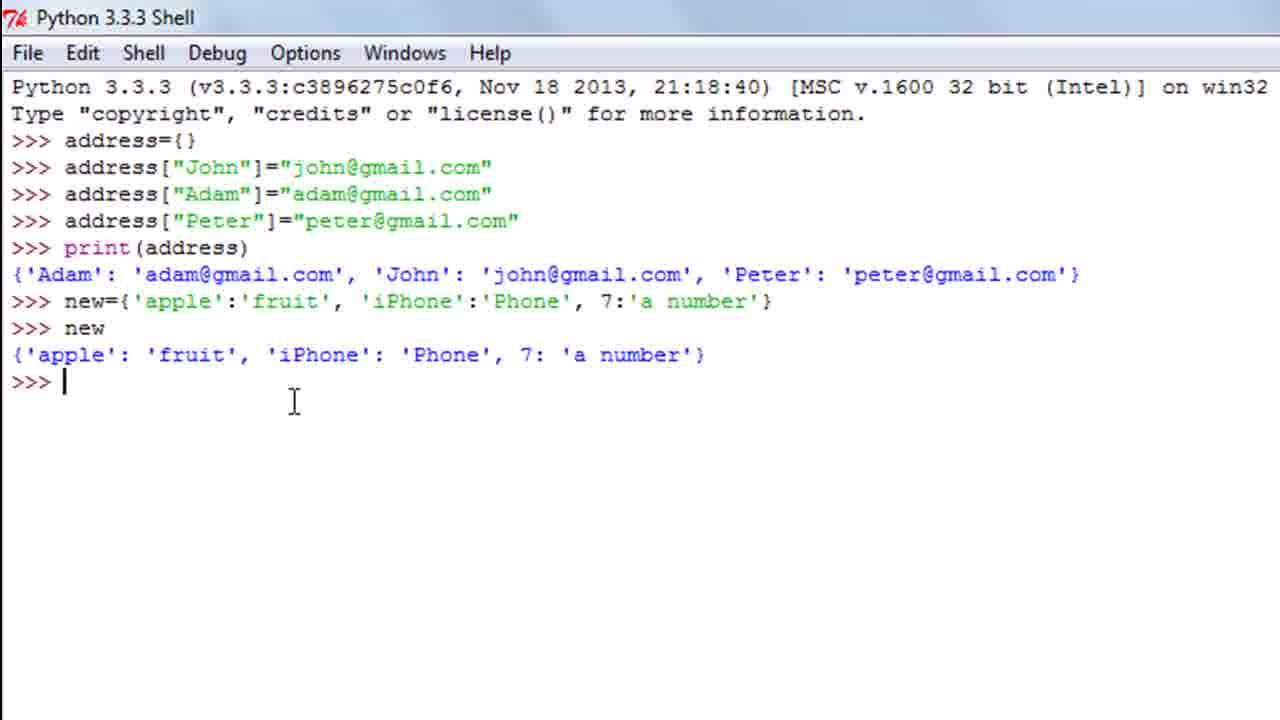 Python 3.3.3 Shell
File Edit Shell Debug Options Windows Help
Python 3.3.3 (v3.3.3:c3896275c0f6, Nov 18 2013, 21:18:40) [MSC v.1600 32 bit (Intel)] on win32
Type "copyright", "credits" or "license()" for more information.
>>> address={}
>>> address["John"]="john@gmail.com"
>>> address["Adam"]="adam@gmail.com"
>>> address["Peter"]="peter@gmail.com"
>>> print(address)
{'Adam': 'adam@gmail.com', 'John': 'john@gmail.com', 'Peter': 'peter@gmail.com'}
>>> new={'apple':'fruit', 'iPhone':'Phone', 7:'a number'}
>>> new
{'apple': 'fruit', 'iPhone': 'Phone', 7: 'a number'}
>>>